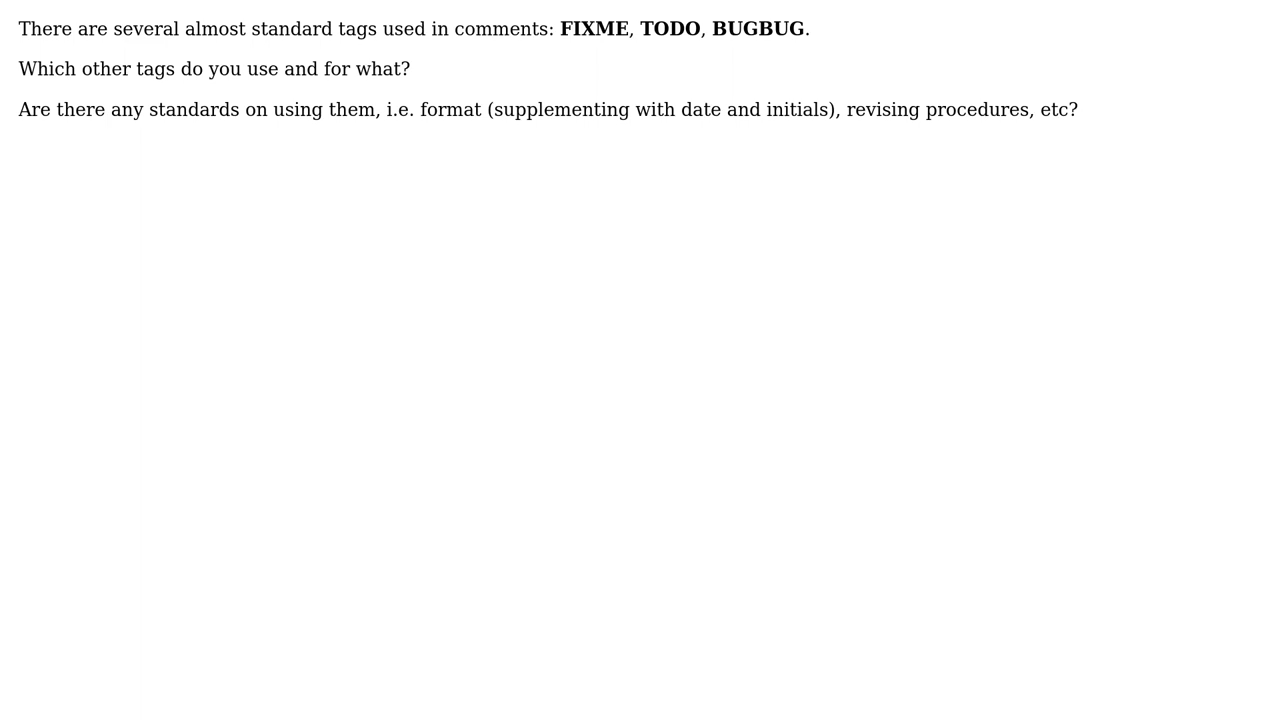 There are several almost standard tags used in comments: FIXME, TODO, BUGBUG.
Which other tags do you use and for what?
Are there any standards on using them, i.e. format (supplementing with date and initials), revising procedures, etc?